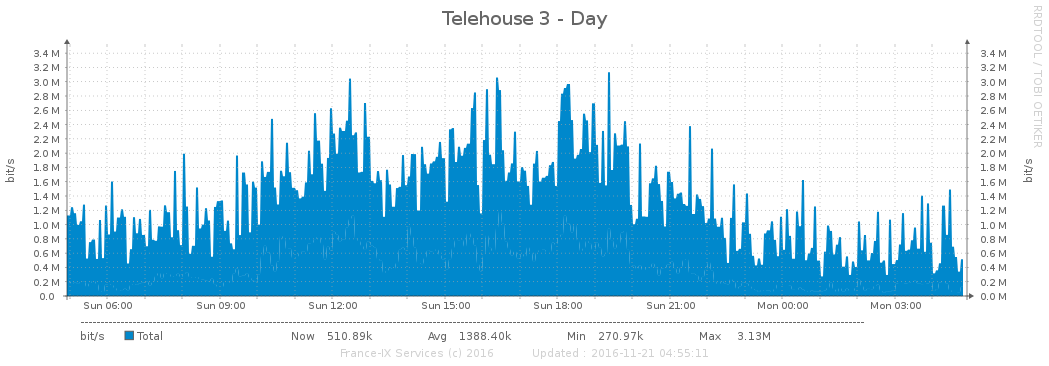 Telehouse 3 - Day
RRDTOOL / TOBI OETIKER
bit/s
3.4 M 3.4 M
3.2 M 3.2 M
3.0 M 3.0 M
2.8 M 2.8 M
2.6 M 2.6 M
2.4 M 2.4 M
2.2 M 2.2 M
2.0 M 2.0 M
1.8 M 1.8 M
1.6 M 1.6 M
1.4 M 1.4 M
1.2 M 1.2 M
1.0 M 1.0 M
0.8 M 0.8 M
0.6 M 0.6 M
0.4 M 0.4 M
0.2 M 0.2 M
0.0 0.0 M
bit/s
Sun 06:00 Sun 09:00 Sun 12:00 Sun 15:00 Sun 18:00 Sun 21:00 Mon 00:00 Mon 03:00
bit/s Total Now 510.89k Avg 1388.40k Min 270.97k Max 3.13M
France-IX Services (c) 2016 Updated : 2016-11-21 04:55:11